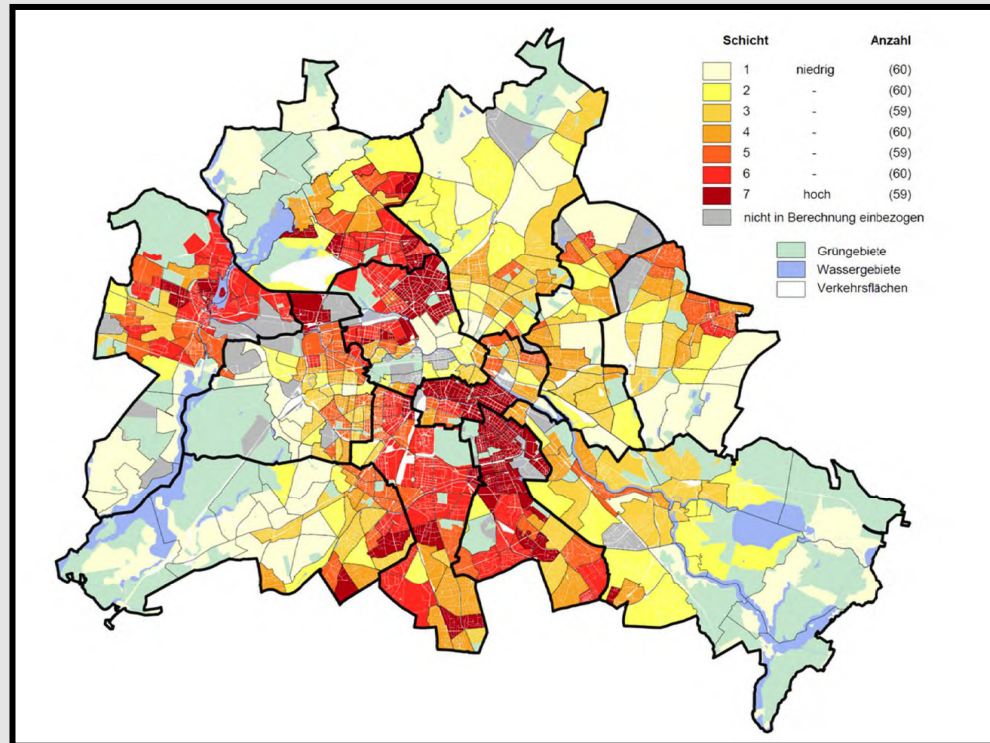 Schicht Anzahl
1 niedrig (60)
2 - (60)
3 - (59)
4 - (60)
5 - (59)
6 - (60)
7 hoch (59)
nicht in Berechnung einbezogen
Grüngebiete
Wassergebiete
Verkehrsflächen